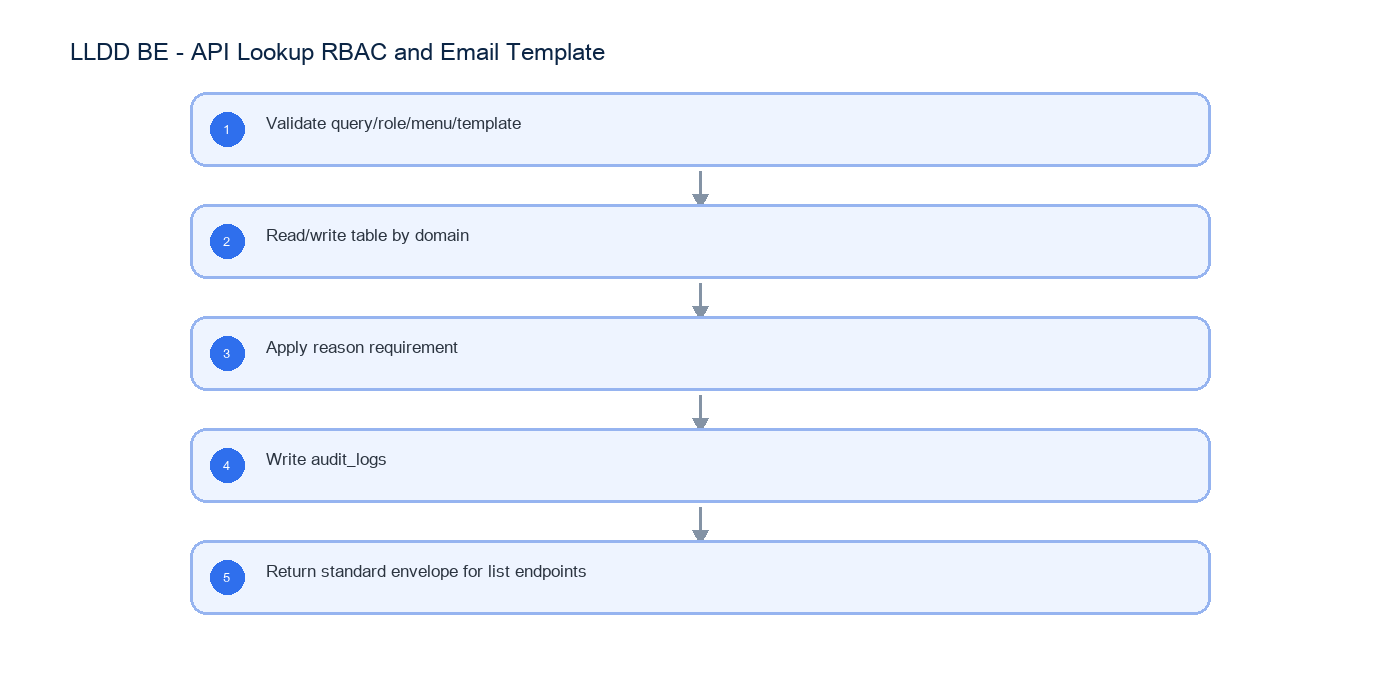 LLDD BE - API Lookup RBAC and Email Template
1 Validate query/role/menu/template
2 Read/write table by domain
3 Apply reason requirement
4 Write audit_logs
5 Return standard envelope for list endpoints